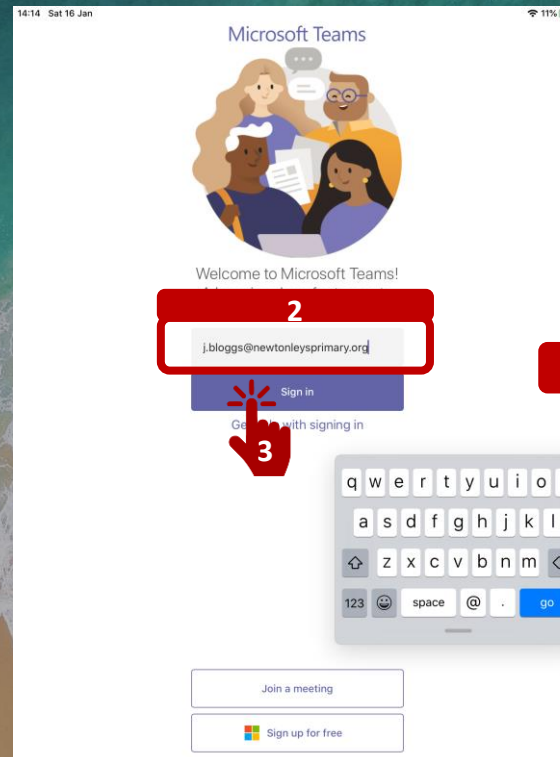 14:14 Sat 16 Jan
11%
Microsoft Teams
Welcome to Microsoft Teams!
2
j.bloggs@newtonleysprimary.org
Sign in
Ge with signing in
3
q w e r t y u i o
a s d f g h j k l
z x c v b n m
123 space @ . go
Join a meeting
Sign up for free